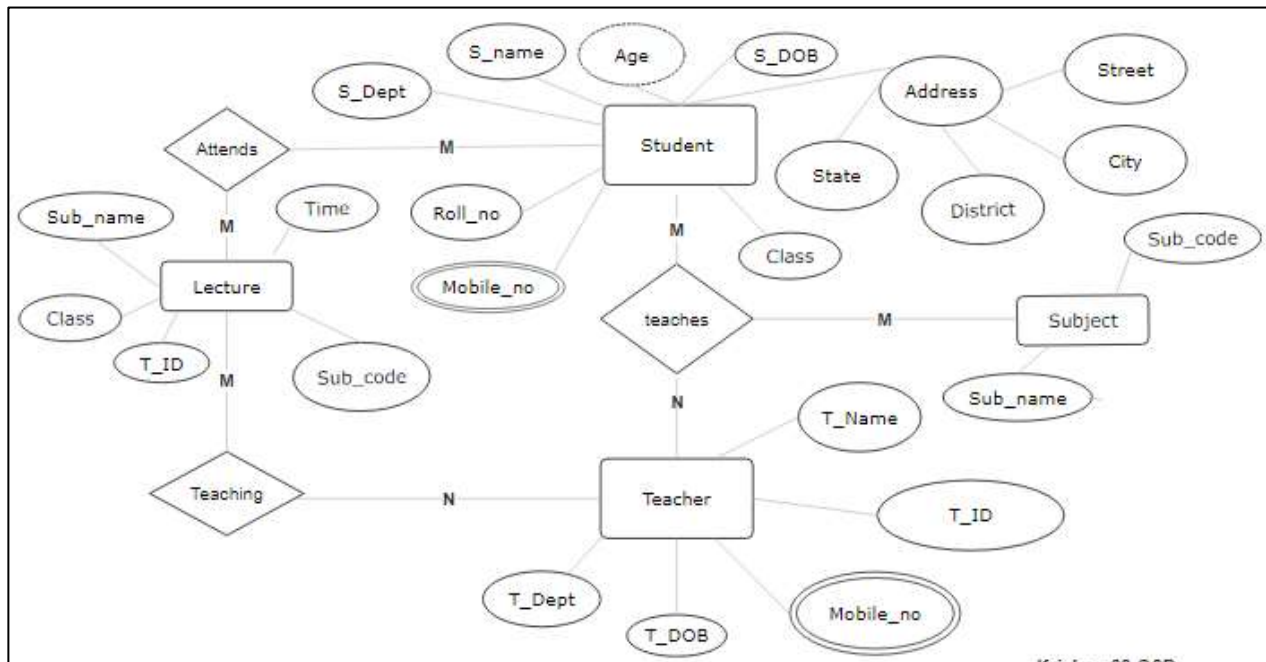 S_name
Age
S_DOB
Street
S_Dept
Address
Attends
M
Student
City
State
Sub_name
Time
Roll_no
District
M
M
Sub_code
Class
Lecture
Mobile_no
Class
teaches
M
Subject
T_ID
Sub_code
M
Sub_name
N
T_Name
Teaching
N
Teacher
T_ID
T_Dept
Mobile_no
T_DOB